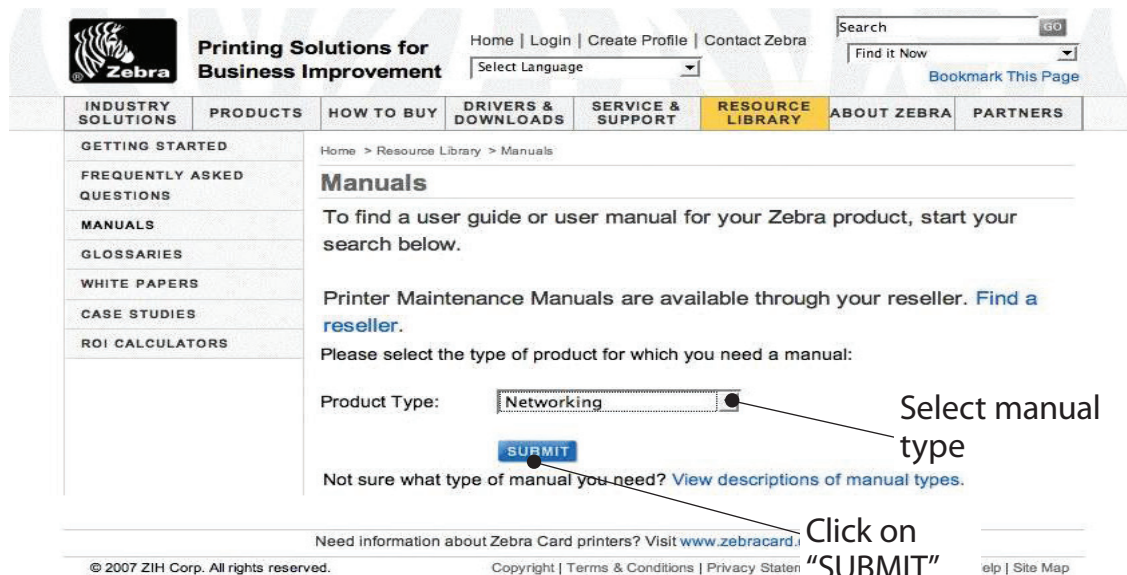 Zebra
Printing Solutions for
Business Improvement
Home | Login | Create Profile | Contact Zebra
Select Language
Search
GO
Find it Now
Bookmark This Page
INDUSTRY
SOLUTIONS
PRODUCTS
HOW TO BUY
DRIVERS &
DOWNLOADS
SERVICE &
SUPPORT
RESOURCE
LIBRARY
ABOUT ZEBRA
PARTNERS
GETTING STARTED
FREQUENTLY ASKED
QUESTIONS
MANUALS
GLOSSARIES
WHITE PAPERS
CASE STUDIES
ROI CALCULATORS
Home > Resource Library > Manuals
Manuals
To find a user guide or user manual for your Zebra product, start your
search below.
Printer Maintenance Manuals are available through your reseller. Find a
reseller.
Please select the type of product for which you need a manual:
Product Type:
Networking
Select manual
type
SUBMIT
Not sure what type of manual you need? View descriptions of manual types.
Click on
"SUBMIT"
Need information about Zebra Card printers? Visit www.zebracard.
© 2007 ZIH Corp. All rights reserved.
Copyright | Terms & Conditions | Privacy
elp | Site Map